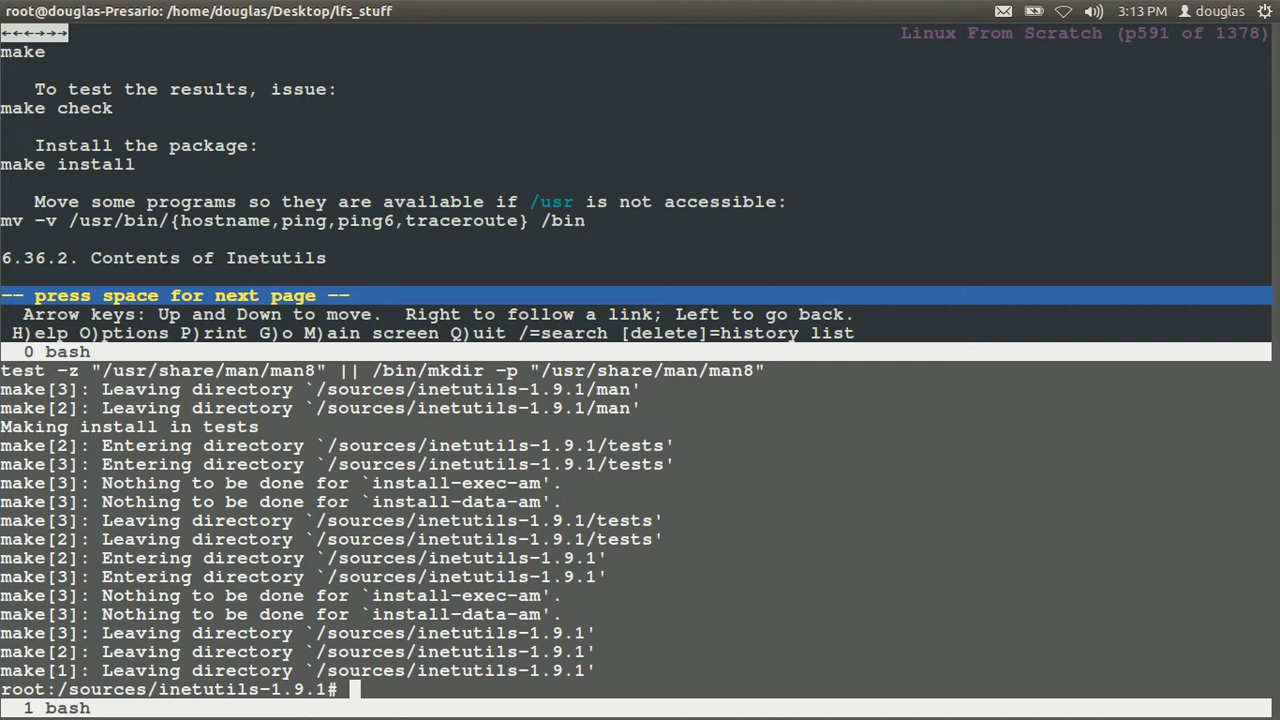 root@douglas-Presario: /home/douglas/Desktop/lfs_stuff
3:13 PM
douglas
←←←→→→
Linux From Scratch (p591 of 1378)
make
To test the results, issue:
make check
Install the package:
make install
Move some programs so they are available if /usr is not accessible:
mv -v /usr/bin/{hostname,ping,ping6,traceroute} /bin
6.36.2. Contents of Inetutils
-- press space for next page --
Arrow keys: Up and Down to move.  Right to follow a link; Left to go back.
H)elp O)ptions P)rint G)o M)ain screen Q)uit /=search [delete]=history list
0 bash
test -z "/usr/share/man/man8" || /bin/mkdir -p "/usr/share/man/man8"
make[3]: Leaving directory `/sources/inetutils-1.9.1/man'
make[2]: Leaving directory `/sources/inetutils-1.9.1/man'
Making install in tests
make[2]: Entering directory `/sources/inetutils-1.9.1/tests'
make[3]: Entering directory `/sources/inetutils-1.9.1/tests'
make[3]: Nothing to be done for `install-exec-am'.
make[3]: Nothing to be done for `install-data-am'.
make[3]: Leaving directory `/sources/inetutils-1.9.1/tests'
make[2]: Leaving directory `/sources/inetutils-1.9.1/tests'
make[2]: Entering directory `/sources/inetutils-1.9.1'
make[3]: Entering directory `/sources/inetutils-1.9.1'
make[3]: Nothing to be done for `install-exec-am'.
make[3]: Nothing to be done for `install-data-am'.
make[3]: Leaving directory `/sources/inetutils-1.9.1'
make[2]: Leaving directory `/sources/inetutils-1.9.1'
make[1]: Leaving directory `/sources/inetutils-1.9.1'
root:/sources/inetutils-1.9.1#
1 bash